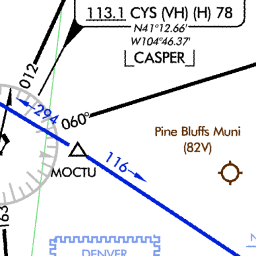 113.1 CYS (VH) (H) 78
N41°12.66'
W104°46.37'
CASPER
012
294
060°
Pine Bluffs Muni
(82V)
MOCTU
116
163
DENVER